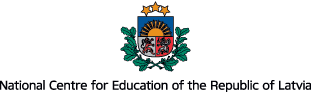 National Centre for Education of the Republic of Latvia